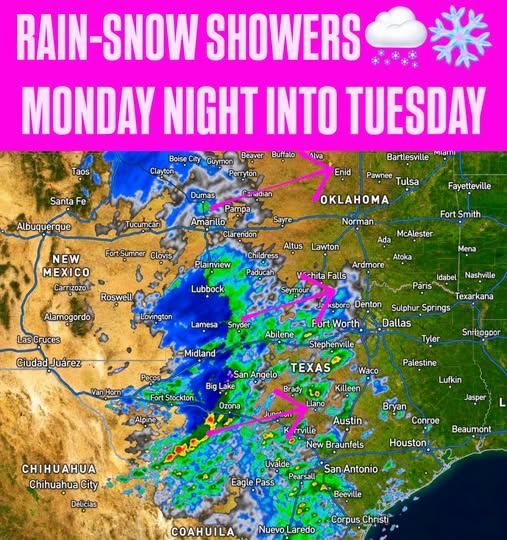 RAIN-SNOW SHOWERS
MONDAY NIGHT INTO TUESDAY
Boise City
Guymon
Beaver
Buffalo
Alva
Bartlesville
Miami
Taos
Clayton
Perryton
Enid
Pawnee
Tulsa
Fayetteville
Dumas
Canadian
Santa Fe
Pampa
OKLAHOMA
Albuquerque
Tucumcari
Amarillo
Sayre
Norman
Fort Smith
Clarendon
Ada
McAlester
Altus
Lawton
Mena
Fort Sumner
Clovis
Childress
Atoka
NEW
MEXICO
Plainview
Paducah
Ardmore
Idabel
Nashville
Carrizozo
Wichita Falls
Paris
Roswell
Lubbock
Seymour
Texarkana
Jacksboro
Denton
Sulphur Springs
Alamogordo
Lovington
Lamesa
Snyder
Fort Worth
Dallas
Las Cruces
Abilene
Stephenville
Tyler
Ciudad Juárez
Midland
TEXAS
Waco
Palestine
Pecos
San Angelo
Van Horn
Big Lake
Brady
Killeen
Lufkin
Fort Stockton
Ozona
Llano
Jasper
L
Junction
Bryan
Alpine
Austin
Conroe
Kerrville
Beaumont
New Braunfels
Houston
CHIHUAHUA
Uvalde
San Antonio
Chihuahua City
Eagle Pass
Pearsall
Delicias
Beeville
Corpus Christi
COAHUILA
Nuevo Laredo